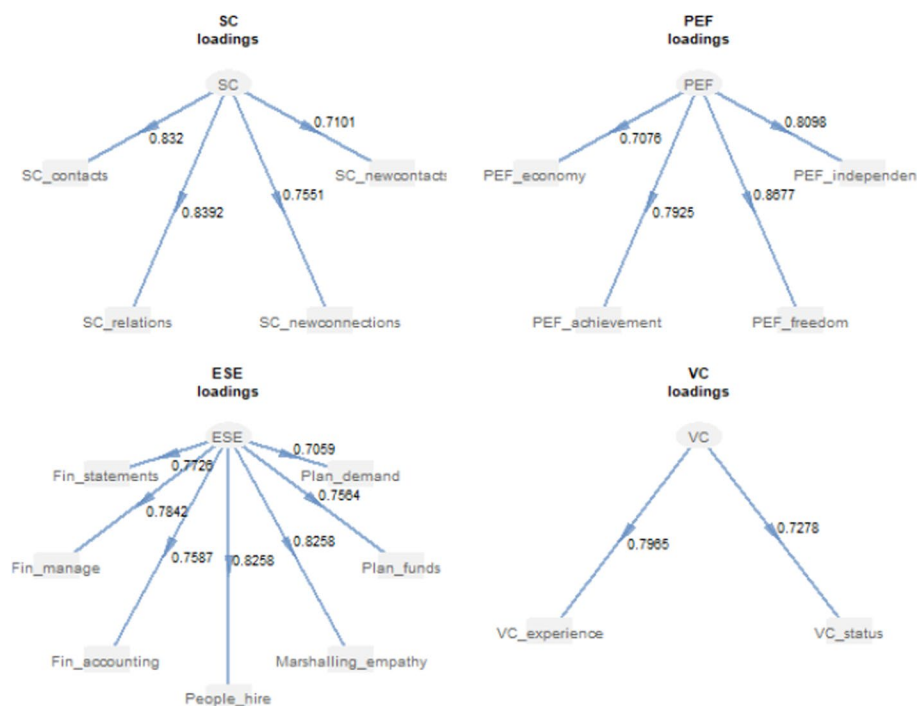 SC
loadings
SC
0.832
0.7101
SC_contacts
SC_newcontacts
0.8392
0.7551
SC_relations
SC_newconnections
PEF
loadings
PEF
0.7076
0.8098
PEF_economy
PEF_independen
0.7925
0.8677
PEF_achievement
PEF_freedom
ESE
loadings
ESE
0.7726
0.7059
Fin_statements
Plan_demand
0.7842
0.7564
0.7587
0.8258
0.8258
Fin_manage
Plan_funds
Fin_accounting
Marshalling_empathy
People_hire
VC
loadings
VC
0.7965
0.7278
VC_experience
VC_status